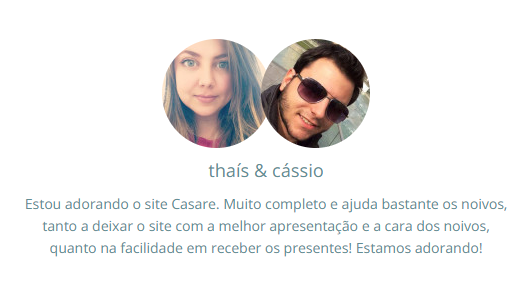 thaís & cássio
Estou adorando o site Casare. Muito completo e ajuda bastante os noivos,
tanto a deixar o site com a melhor apresentação e a cara dos noivos,
quanto na facilidade em receber os presentes! Estamos adorando!